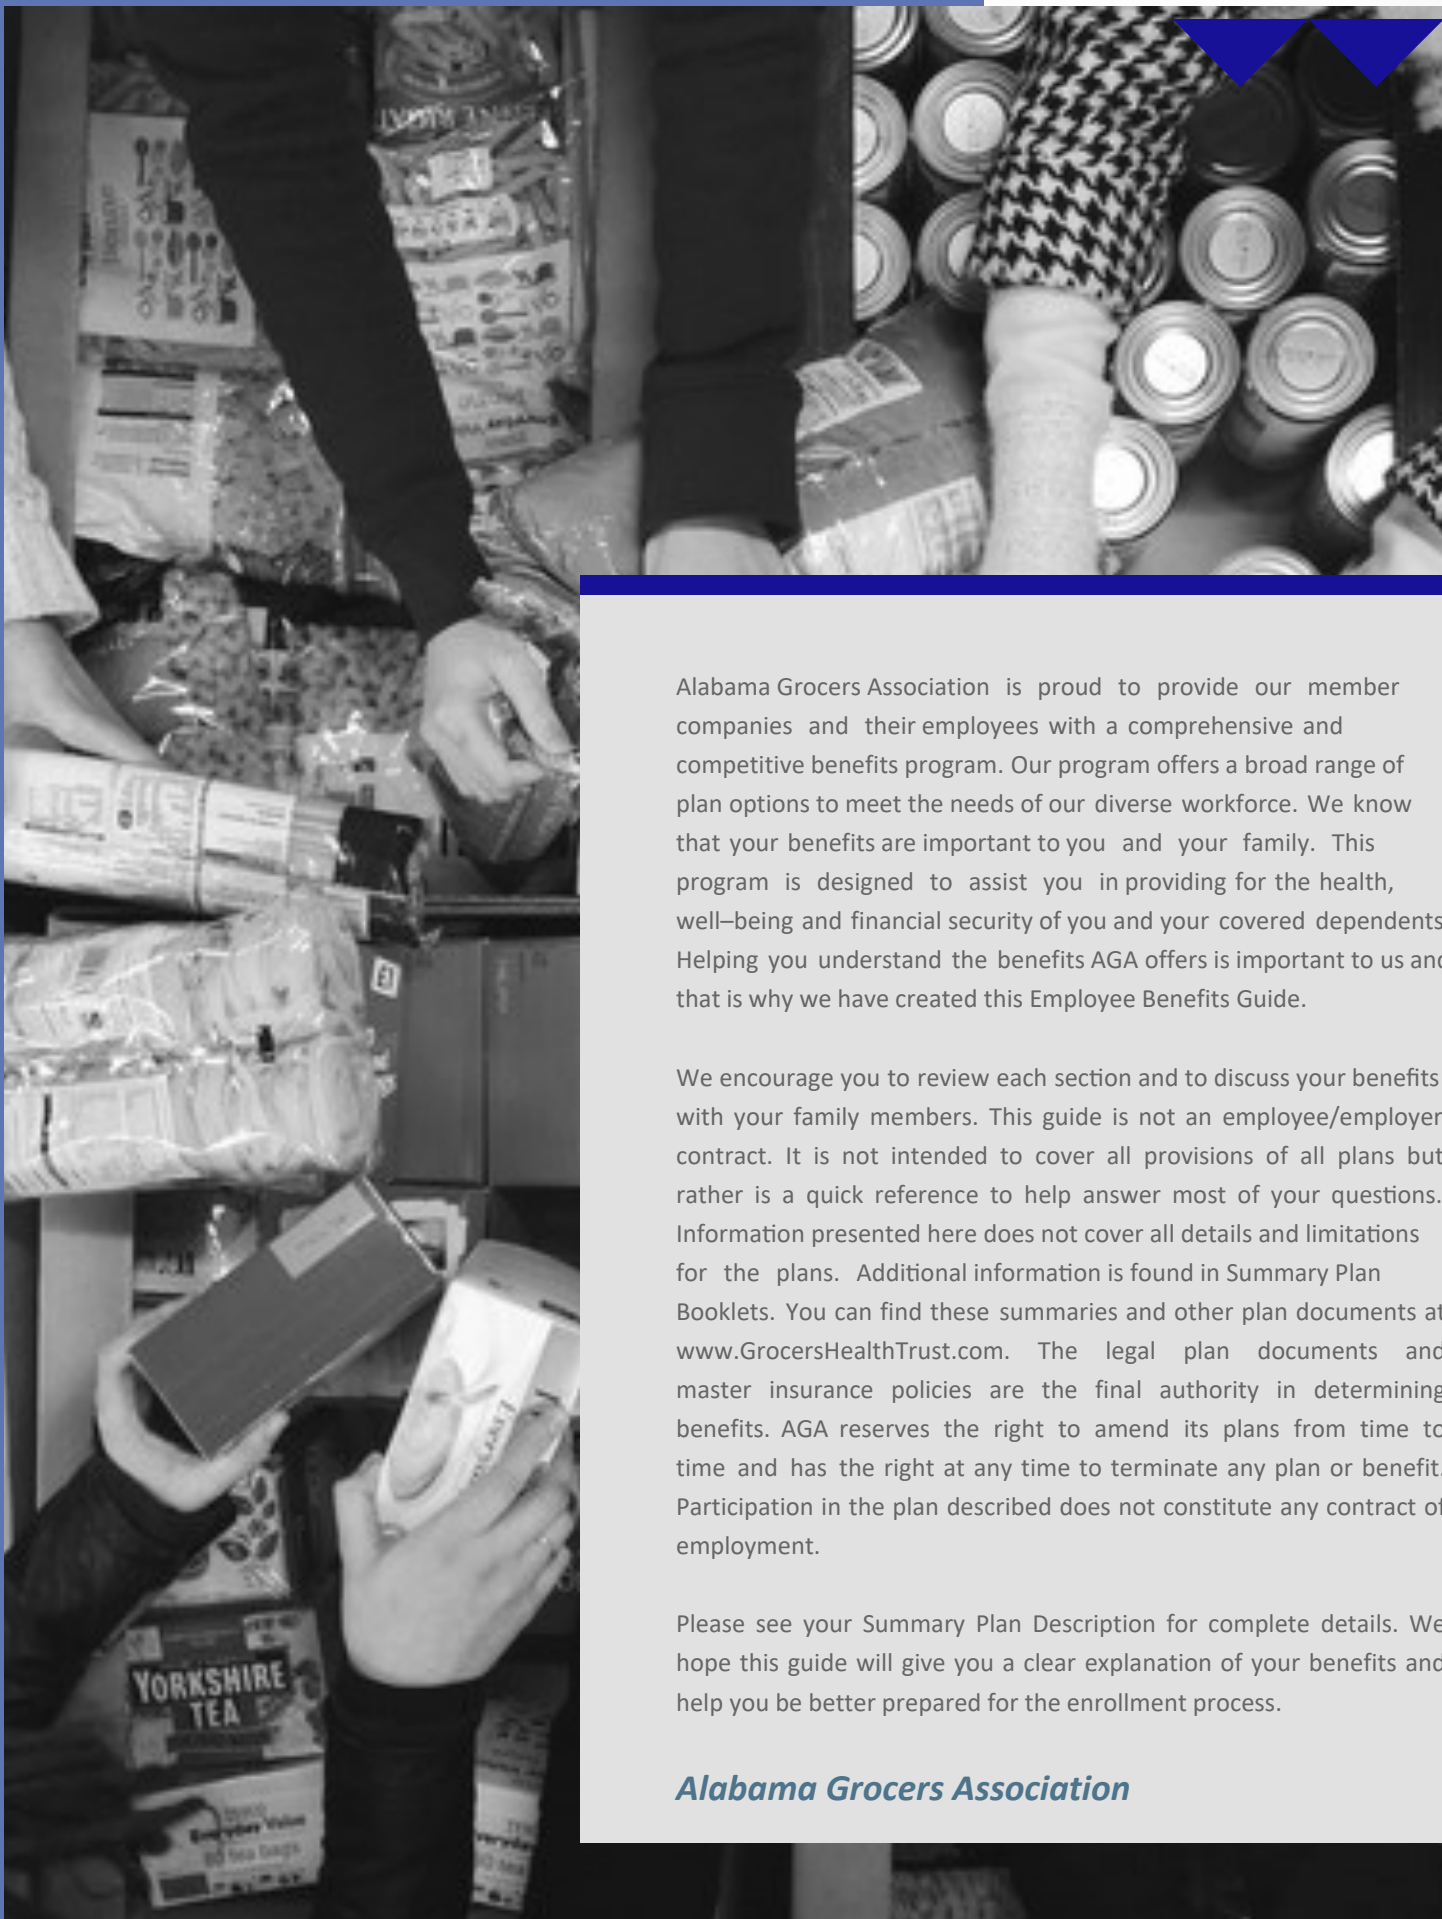 PENNE
Alabama Grocers Association is proud to provide our member
companies and their employees with a comprehensive and
competitive benefits program. Our program offers a broad range of
plan options to meet the needs of our diverse workforce. We know
that your benefits are important to you and your family. This
program is designed to assist you in providing for the health,
well–being and financial security of you and your covered dependents
Helping you understand the benefits AGA offers is important to us and
that is why we have created this Employee Benefits Guide.
We encourage you to review each section and to discuss your benefits
with your family members. This guide is not an employee/employer
contract. It is not intended to cover all provisions of all plans but
rather is a quick reference to help answer most of your questions.
Information presented here does not cover all details and limitations
for the plans. Additional information is found in Summary Plan
Booklets. You can find these summaries and other plan documents at
www.GrocersHealthTrust.com. The legal plan documents and
master insurance policies are the final authority in determining
benefits. AGA reserves the right to amend its plans from time to
time and has the right at any time to terminate any plan or benefit.
Participation in the plan described does not constitute any contract of
employment.
Please see your Summary Plan Description for complete details. We
hope this guide will give you a clear explanation of your benefits and
help you be better prepared for the enrollment process.
Alabama Grocers Association
YORKSHIRE
TEA
Everyday Value
80 tea bags